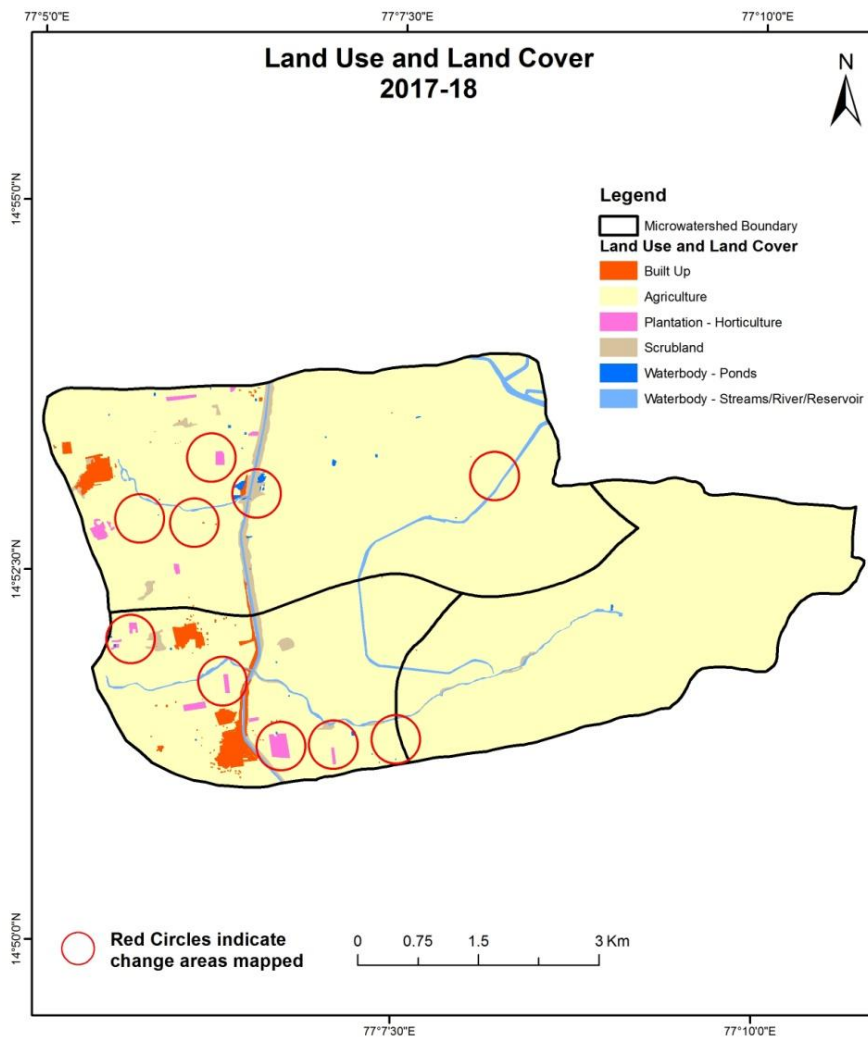 77°5'0"E
77°7'30"E
77°10'0"E
Land Use and Land Cover
2017-18
N
14°55'0"N
Legend
Microwatershed Boundary
Land Use and Land Cover
Built Up
Agriculture
Plantation - Horticulture
Scrubland
Waterbody - Ponds
Waterbody - Streams/River/Reservoir
14°52'30"N
14°50'0"N
Red Circles indicate
change areas mapped
0 0.75 1.5 3 Km
77°7'30"E
77°10'0"E